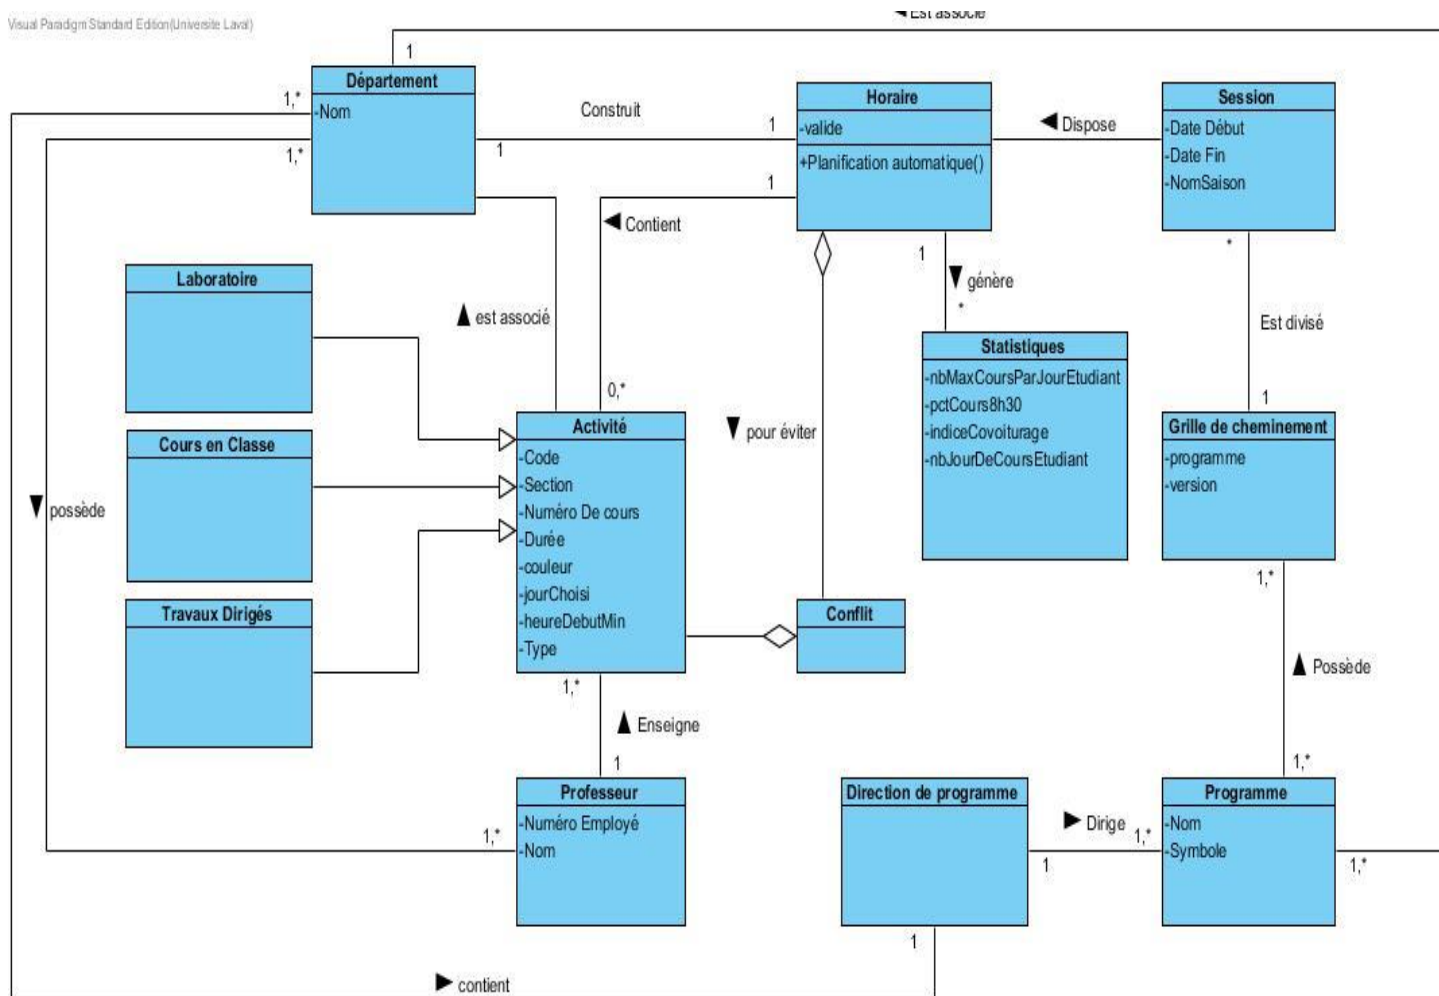 Visual Paradigm Standard Edition(Universite Laval)
Est associé
1
Département
-Nom
1,*
1,*
1
Construit
1
Horaire
-valide
+Planification automatique()
1
1
Dispose
Session
-Date Début
-Date Fin
-NomSaison
*
Contient
génère
*
Laboratoire
est associé
Est divisé
Statistiques
-nbMaxCoursParJourEtudiant
-pctCours8h30
-indiceCovoiturage
-nbJourDeCoursEtudiant
0,*
1
Activité
-Code
-Section
-Numéro De cours
-Durée
-couleur
-jourChoisi
-heureDebutMin
-Type
pour éviter
Grille de cheminement
-programme
-version
Cours en Classe
possède
Travaux Dirigés
Conflit
1,*
1,*
Enseigne
Possède
1
1,*
Professeur
-Numéro Employé
-Nom
1,*
Direction de programme
Dirige
1
1,*
Programme
-Nom
-Symbole
1,*
1
contient